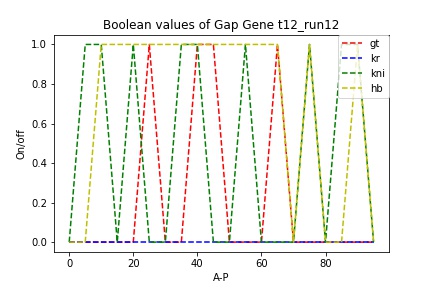 Boolean values of Gap Gene t12_run12
1.0
0.8
0.6
0.4
0.2
0.0
On/off
gt
kr
kni
hb
0 20 40 60 80
A-P